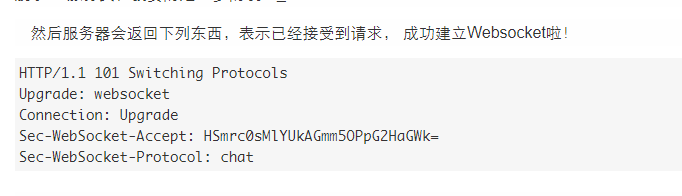 然后服务器会返回下列东西，表示已经接受到请求， 成功建立Websocket啦！
HTTP/1.1 101 Switching Protocols
Upgrade: websocket
Connection: Upgrade
Sec-WebSocket-Accept: HSmrc0sMlYUkAGmm5OPpG2HaGWk=
Sec-WebSocket-Protocol: chat